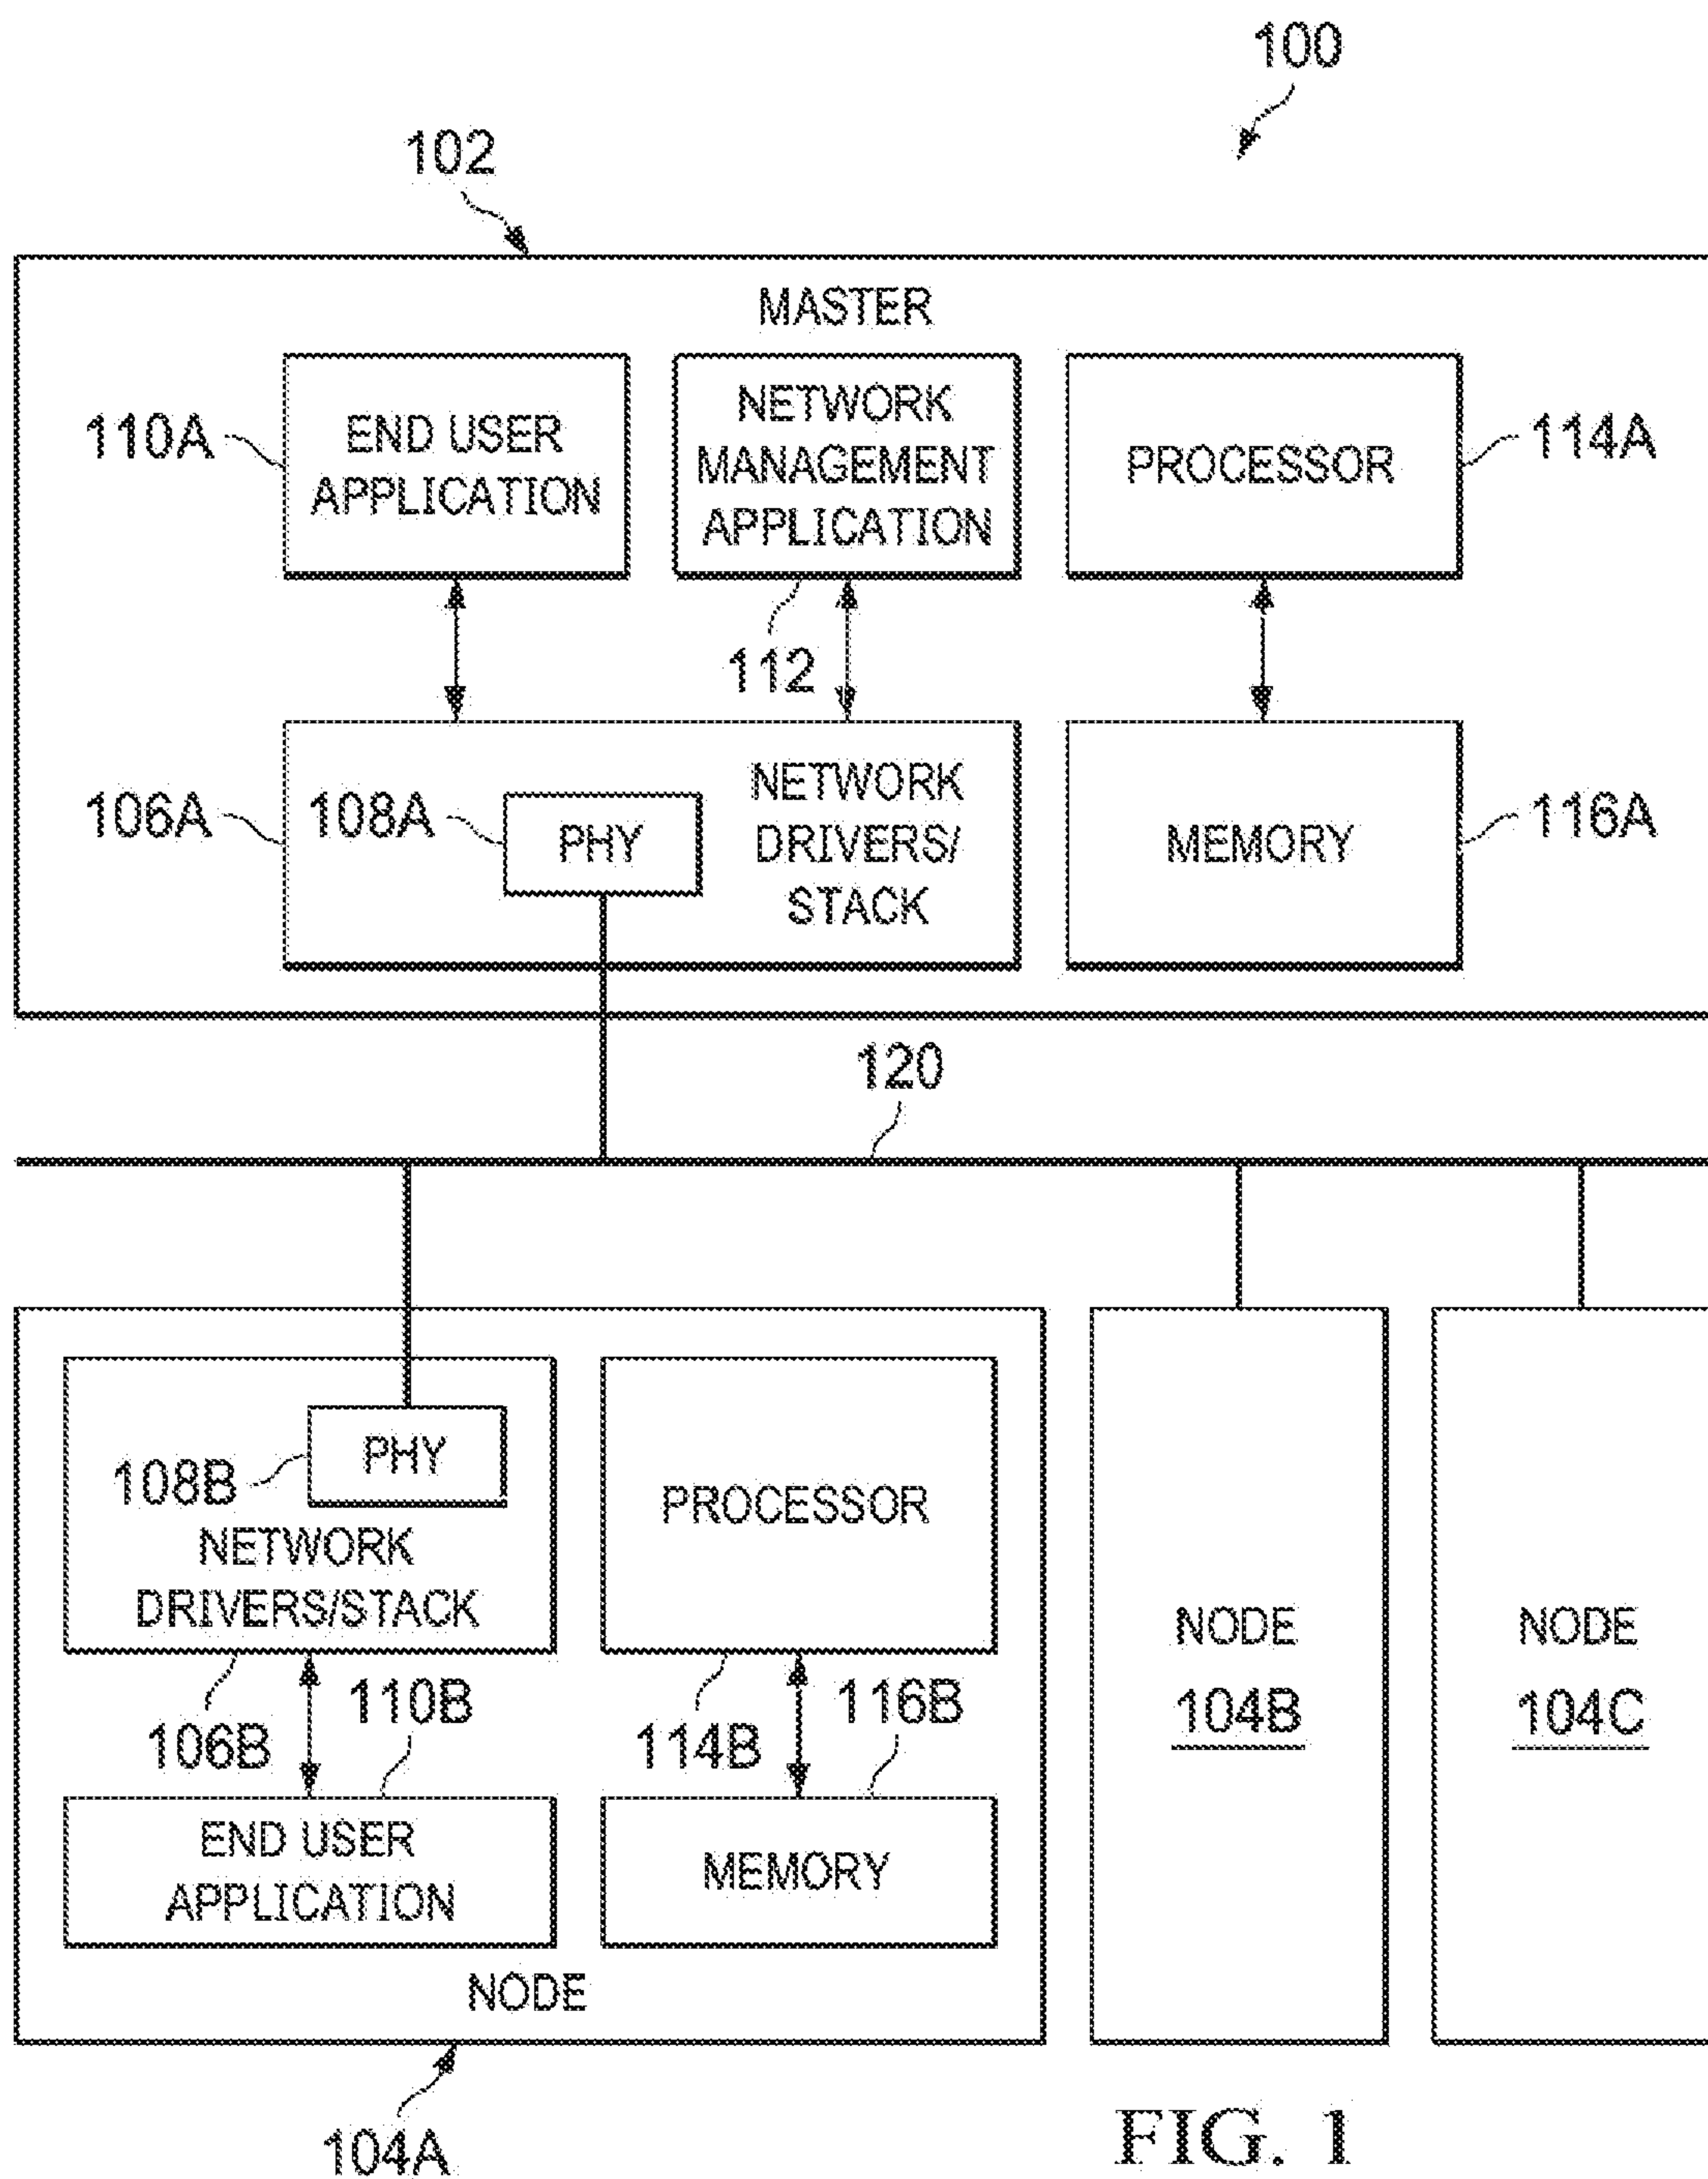 100
102
MASTER
110A
END USER
APPLICATION
NETWORK
MANAGEMENT
APPLICATION
PROCESSOR
114A
112
106A
108A
PHY
NETWORK
DRIVERS/
STACK
MEMORY
116A
120
108B
PHY
NETWORK
DRIVERS/STACK
PROCESSOR
106B
110B
114B
116B
END USER
APPLICATION
MEMORY
NODE
NODE
104B
NODE
104C
104A
FIG. 1